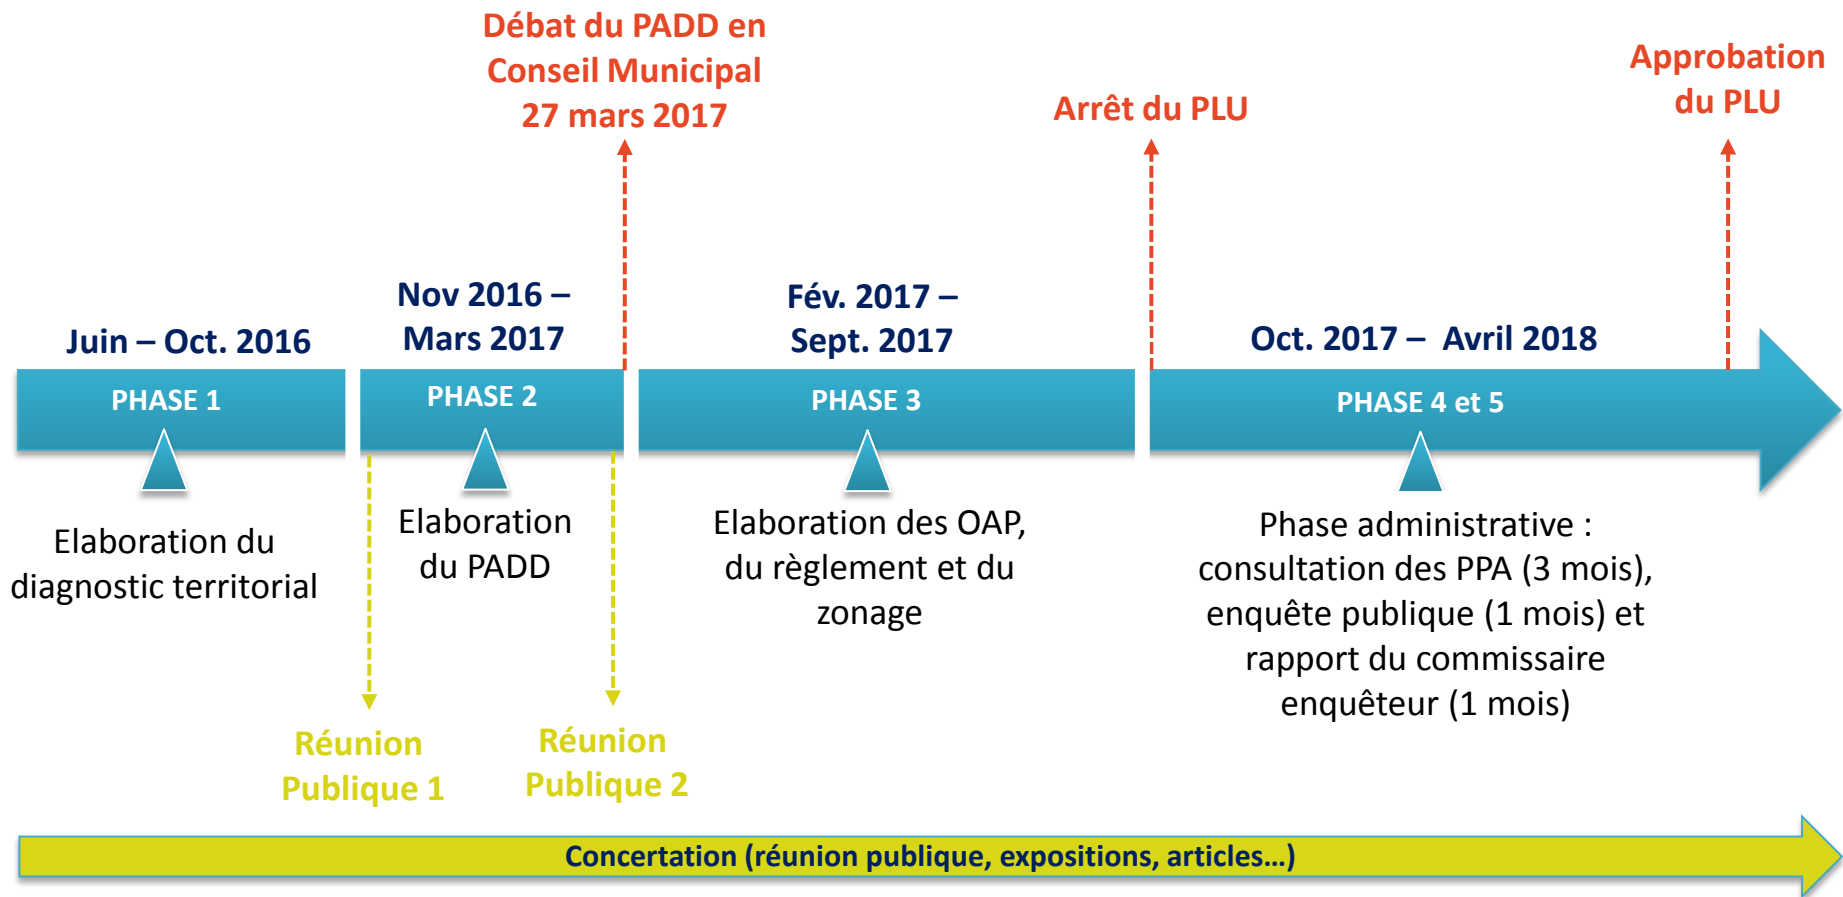 Débat du PADD en
Conseil Municipal
27 mars 2017
Arrêt du PLU
Approbation
du PLU
Juin – Oct. 2016
Nov 2016 –
Mars 2017
Fév. 2017 –
Sept. 2017
Oct. 2017 – Avril 2018
PHASE 1
PHASE 2
PHASE 3
PHASE 4 et 5
Elaboration du
diagnostic territorial
Elaboration
du PADD
Elaboration des OAP,
du règlement et du
zonage
Phase administrative :
consultation des PPA (3 mois),
enquête publique (1 mois) et
rapport du commissaire
enquêteur (1 mois)
Réunion
Publique 1
Réunion
Publique 2
Concertation (réunion publique, expositions, articles…)